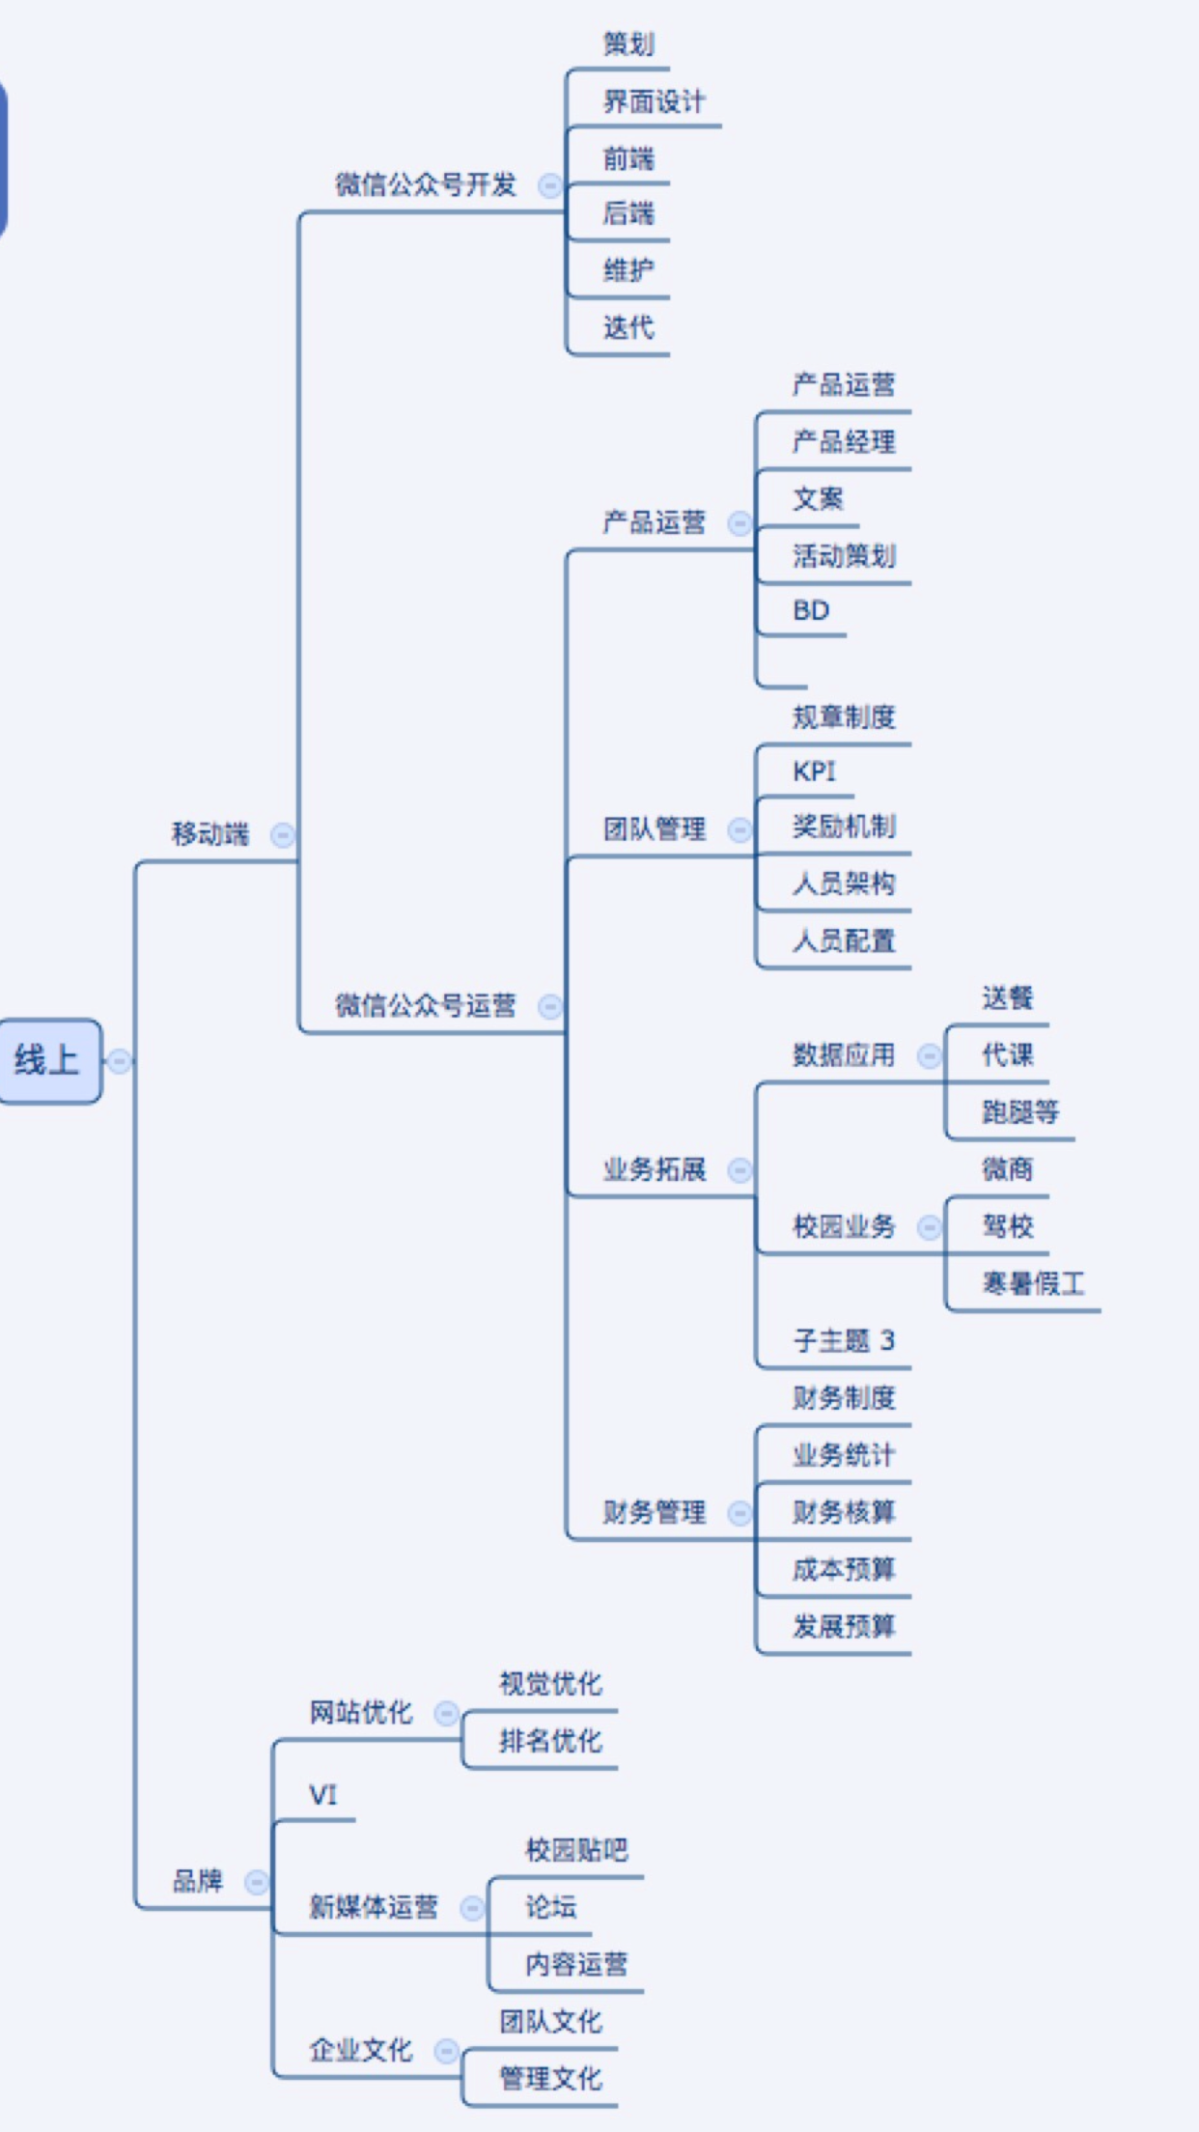 策划
界面设计
前端
微信公众号开发
后端
维护
迭代
产品运营
产品经理
文案
产品运营
活动策划
BD
规章制度
KPI
移动端
团队管理
奖励机制
人员架构
人员配置
微信公众号运营
送餐
线上
数据应用
代课
跑腿等
业务拓展
微商
校园业务
驾校
寒暑假工
子主题 3
财务制度
业务统计
财务管理
财务核算
成本预算
发展预算
视觉优化
网站优化
排名优化
VI
校园贴吧
品牌
新媒体运营
论坛
内容运营
团队文化
企业文化
管理文化